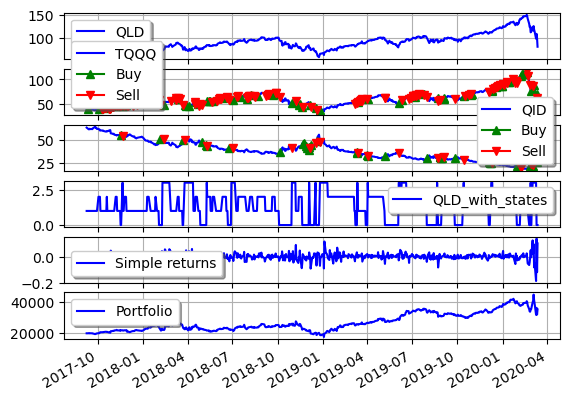 150
100
QLD
100
50
TQQQ
Buy
Sell
50
25
QID
Buy
Sell
2.5
0.0
QLD_with_states
0.0
−0.2
Simple returns
40000
20000
Portfolio
2017-10
2018-01
2018-04
2018-07
2018-10
2019-01
2019-04
2019-07
2019-10
2020-01
2020-04